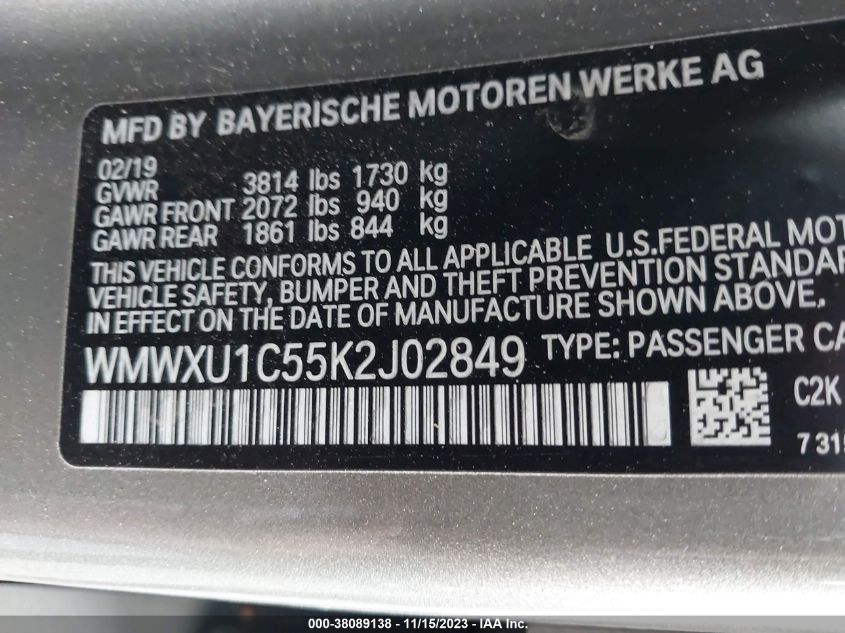 MFD BY BAYERISCHE MOTOREN WERKE AG
02/19
GVWR 3814 lbs 1730 kg
GAWR FRONT 2072 lbs 940 kg
GAWR REAR 1861 lbs 844 kg
THIS VEHICLE CONFORMS TO ALL APPLICABLE U.S.FEDERAL MOT
VEHICLE SAFETY, BUMPER AND THEFT PREVENTION STANDAR
IN EFFECT ON THE DATE OF MANUFACTURE SHOWN ABOVE.
WMWXU1C55K2J02849 TYPE: PASSENGER CA
C2K
7 315
000-38089138 - 11/15/2023 - IAA Inc.